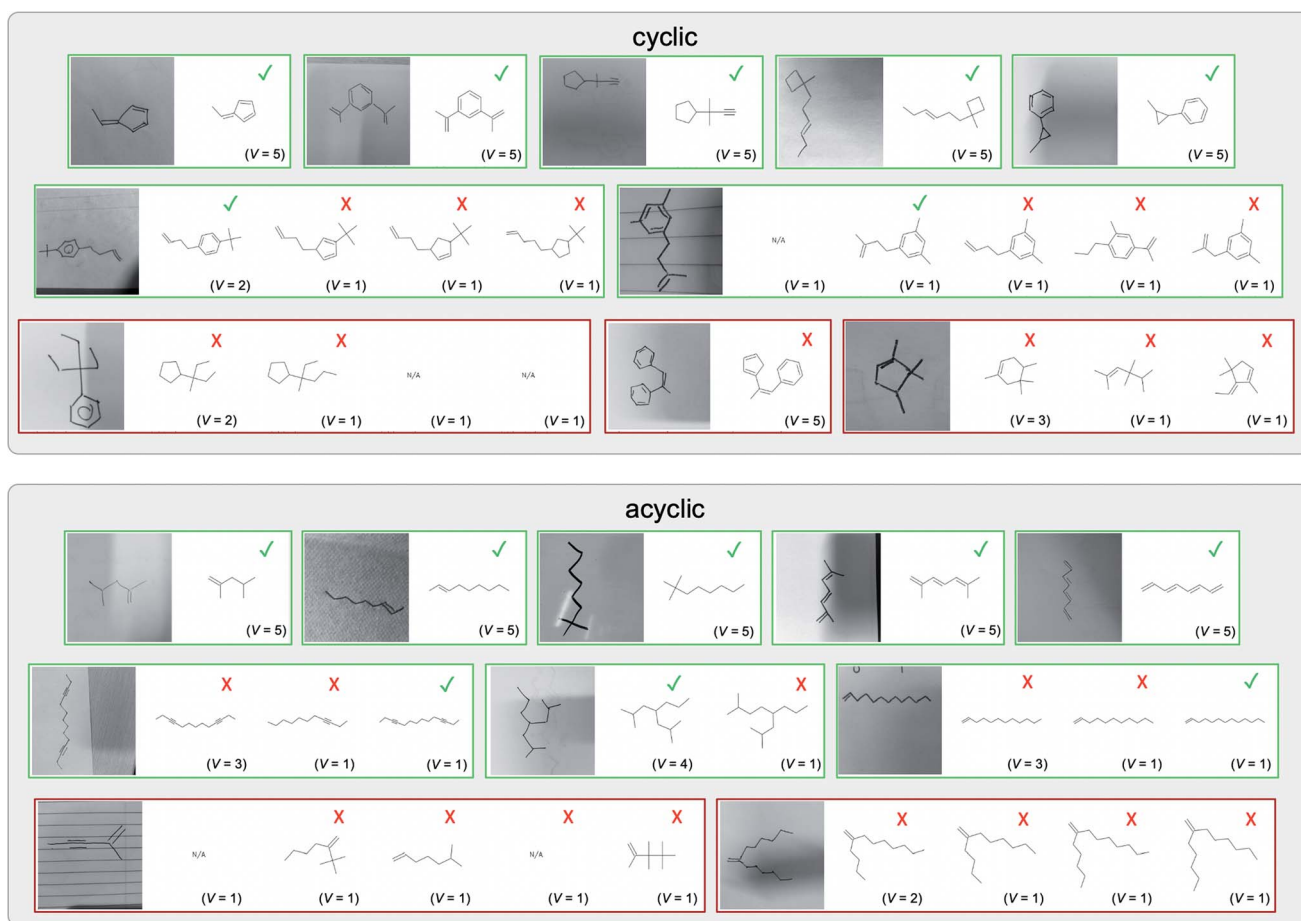 cyclic
✓ ✓ ✓ ✓ ✓
(V = 5) (V = 5) (V = 5) (V = 5) (V = 5)
✓ X X X ✓ X X X
N/A
(V = 2) (V = 1) (V = 1) (V = 1) (V = 1) (V = 1) (V = 1) (V = 1) (V = 1)
X X X X X X
N/A N/A
(V = 2) (V = 1) (V = 1) (V = 1) (V = 5) (V = 3) (V = 1) (V = 1)
acyclic
✓ ✓ ✓ ✓ ✓
(V = 5) (V = 5) (V = 5) (V = 5) (V = 5)
X X ✓ ✓ X X X ✓
(V = 3) (V = 1) (V = 1) (V = 4) (V = 1) (V = 3) (V = 1) (V = 1)
X X X X X X X X
N/A N/A
(V = 1) (V = 1) (V = 1) (V = 1) (V = 1) (V = 2) (V = 1) (V = 1) (V = 1)